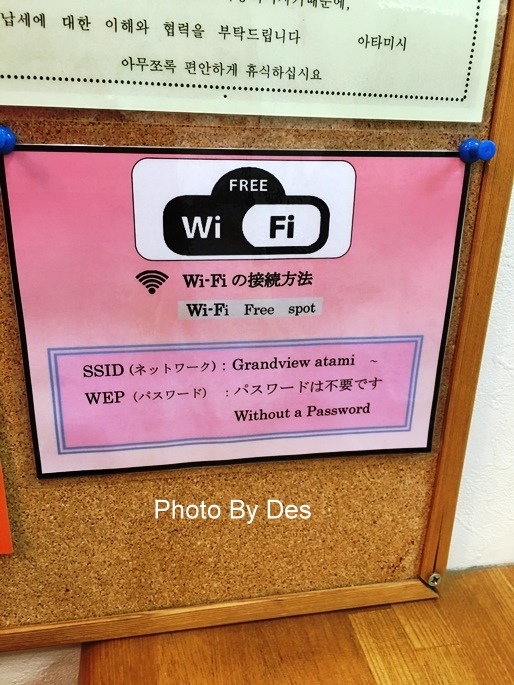 납세에 대한 이해와 협력을 부탁드립니다 아타미시
아무쪼록 편안하게 휴식하십시요
FREE
Wi Fi
Wi-Fi の接続方法
Wi-Fi Free spot
SSID（ネットワーク）: Grandview atami ~
WEP（パスワード） : パスワードは不要です
Without a Password
Photo By Des